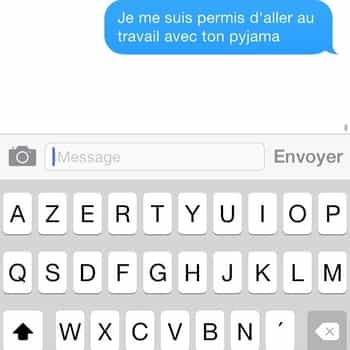 Je me suis permis d'aller au
travail avec ton pyjama
Message
Envoyer
A Z E R T Y U I O P
Q S D F G H J K L M
W X C V B N ´